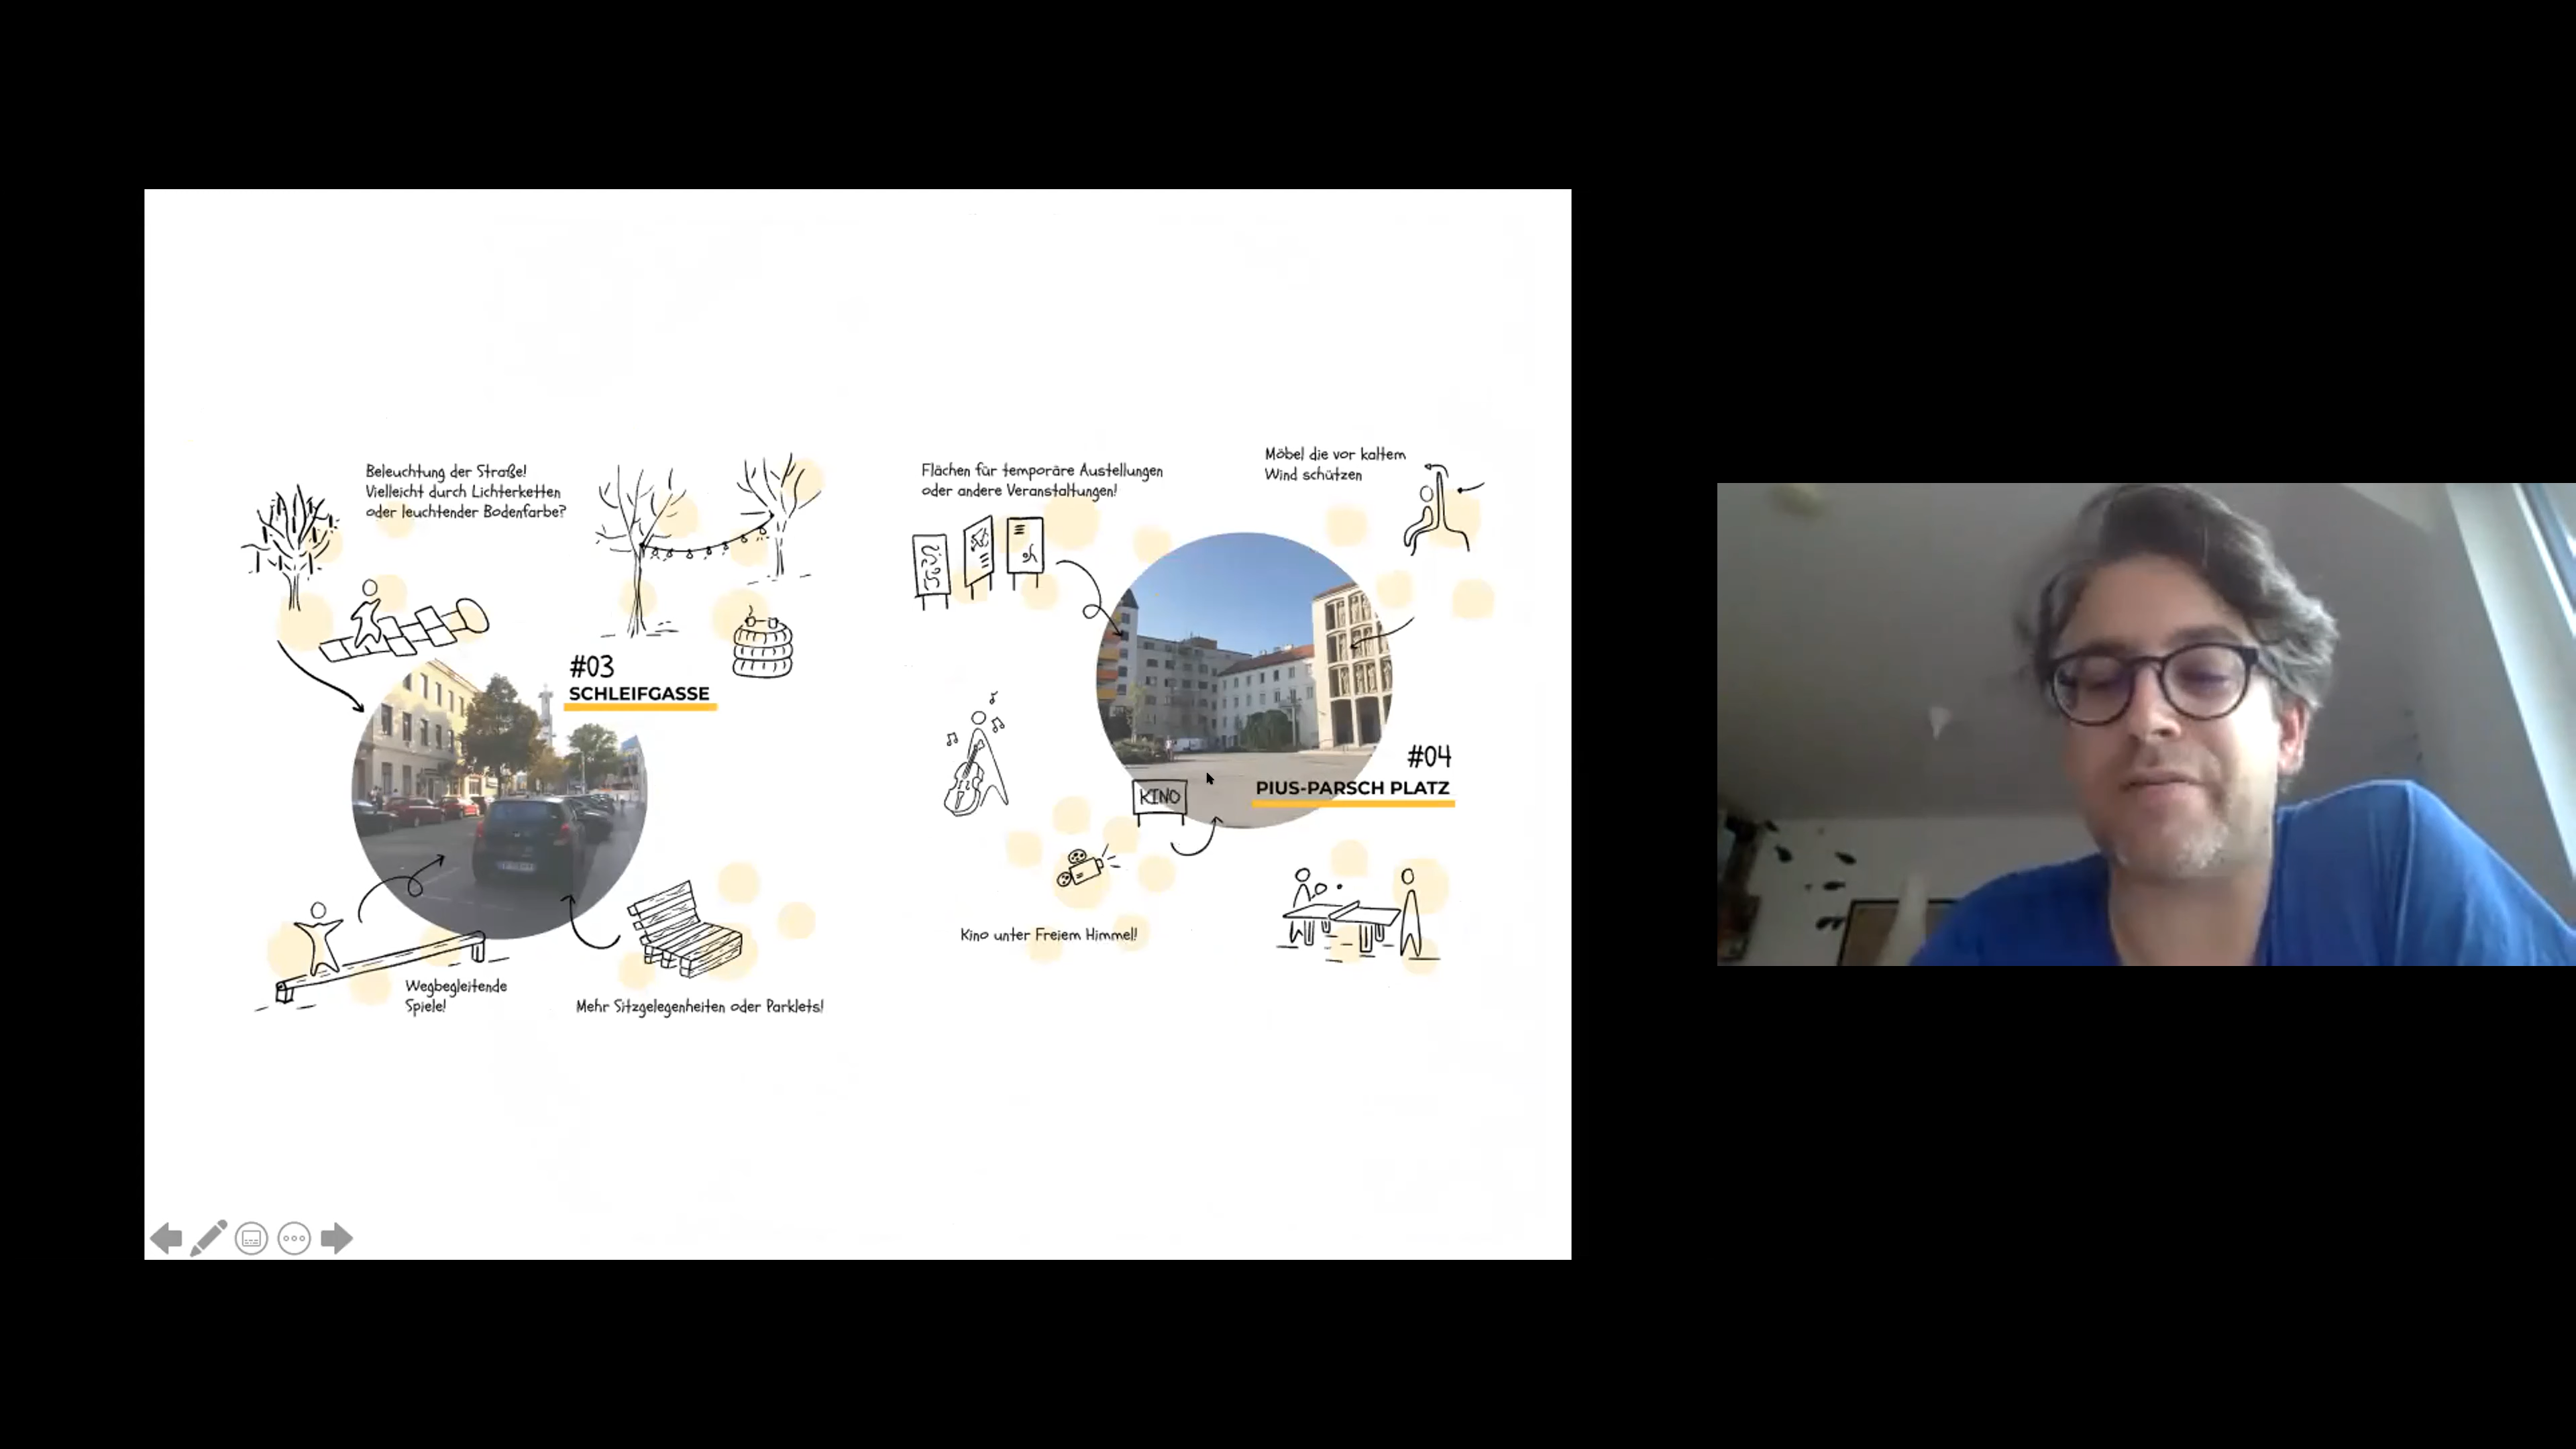 Beleuchtung der Straße!
Vielleicht durch Lichterketten
oder leuchtender Bodenfarbe?
#03
SCHLEIFGASSE
Wegbegleitende
Spiele!
Mehr Sitzgelegenheiten oder Parklets!
Flächen für temporäre Austellungen
oder andere Veranstaltungen!
Möbel die vor kaltem
Wind schützen
#04
PIUS-PARSCH PLATZ
KINO
Kino unter Freiem Himmel!